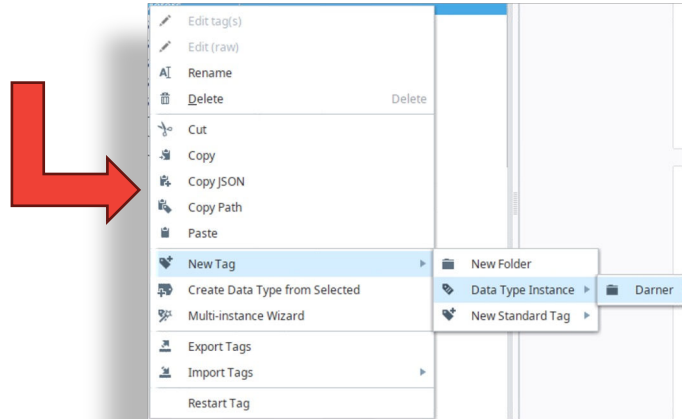 Edit tag(s)
Edit (raw)
Rename
Delete Delete
Cut
Copy
Copy JSON
Copy Path
Paste
New Tag New Folder
Create Data Type from Selected Data Type Instance Darner
Multi-instance Wizard New Standard Tag
Export Tags
Import Tags
Restart Tag